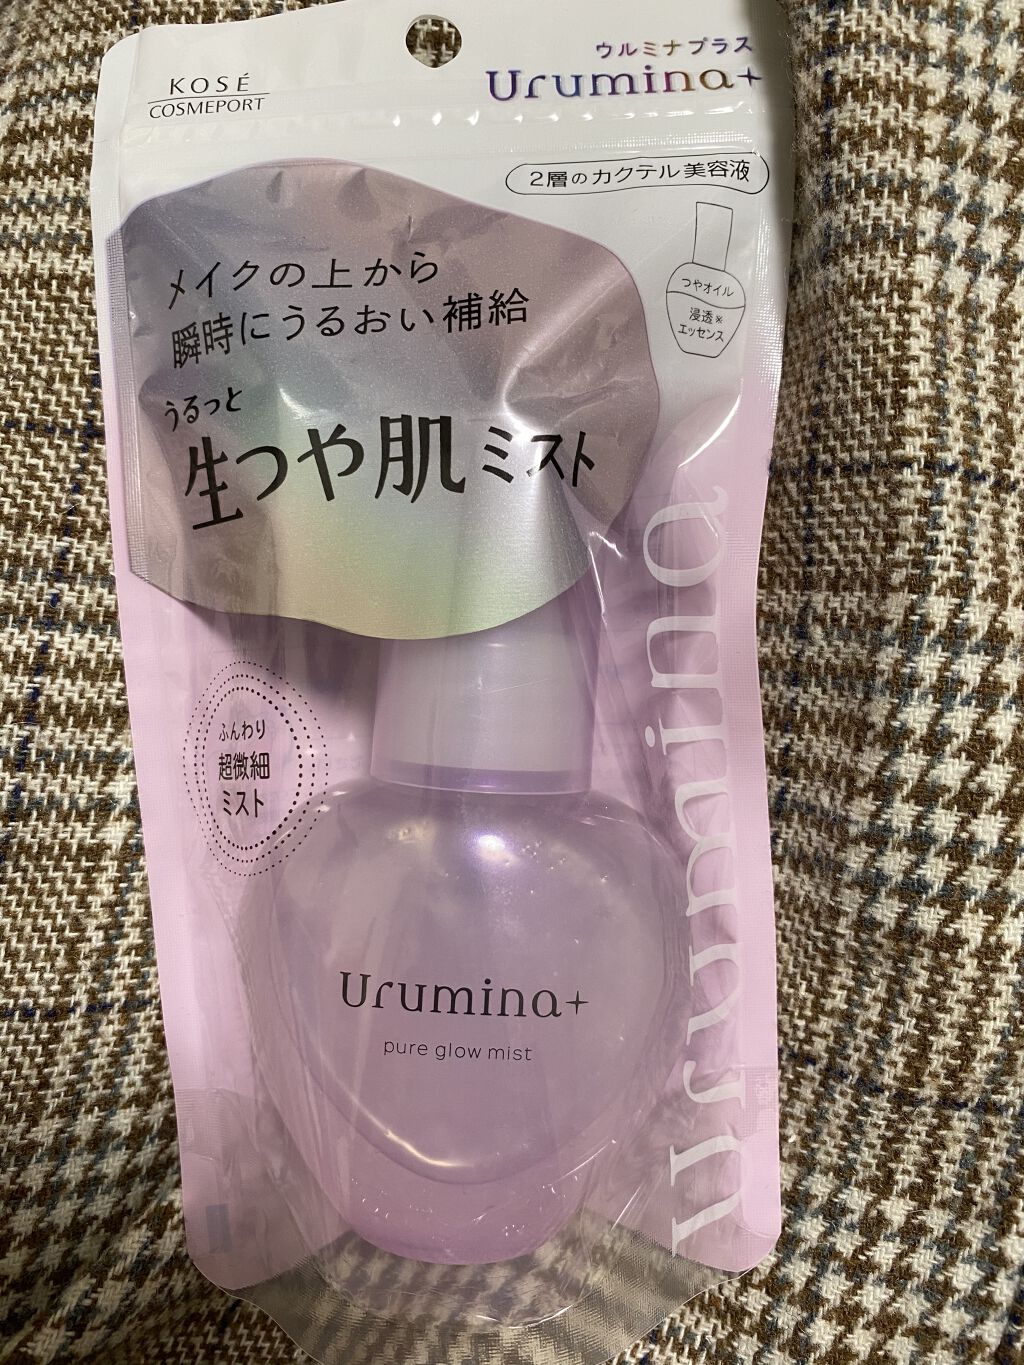 KOSÉ
COSMEPORT
ウルミナプラス
Urumina+
2層のカクテル美容液
つやオイル
浸透※
エッセンス
メイクの上から
瞬時にうるおい補給
うるっと
生つや肌ミスト
ふんわり
超微細
ミスト
Urumina
Urumina+
pure glow mist